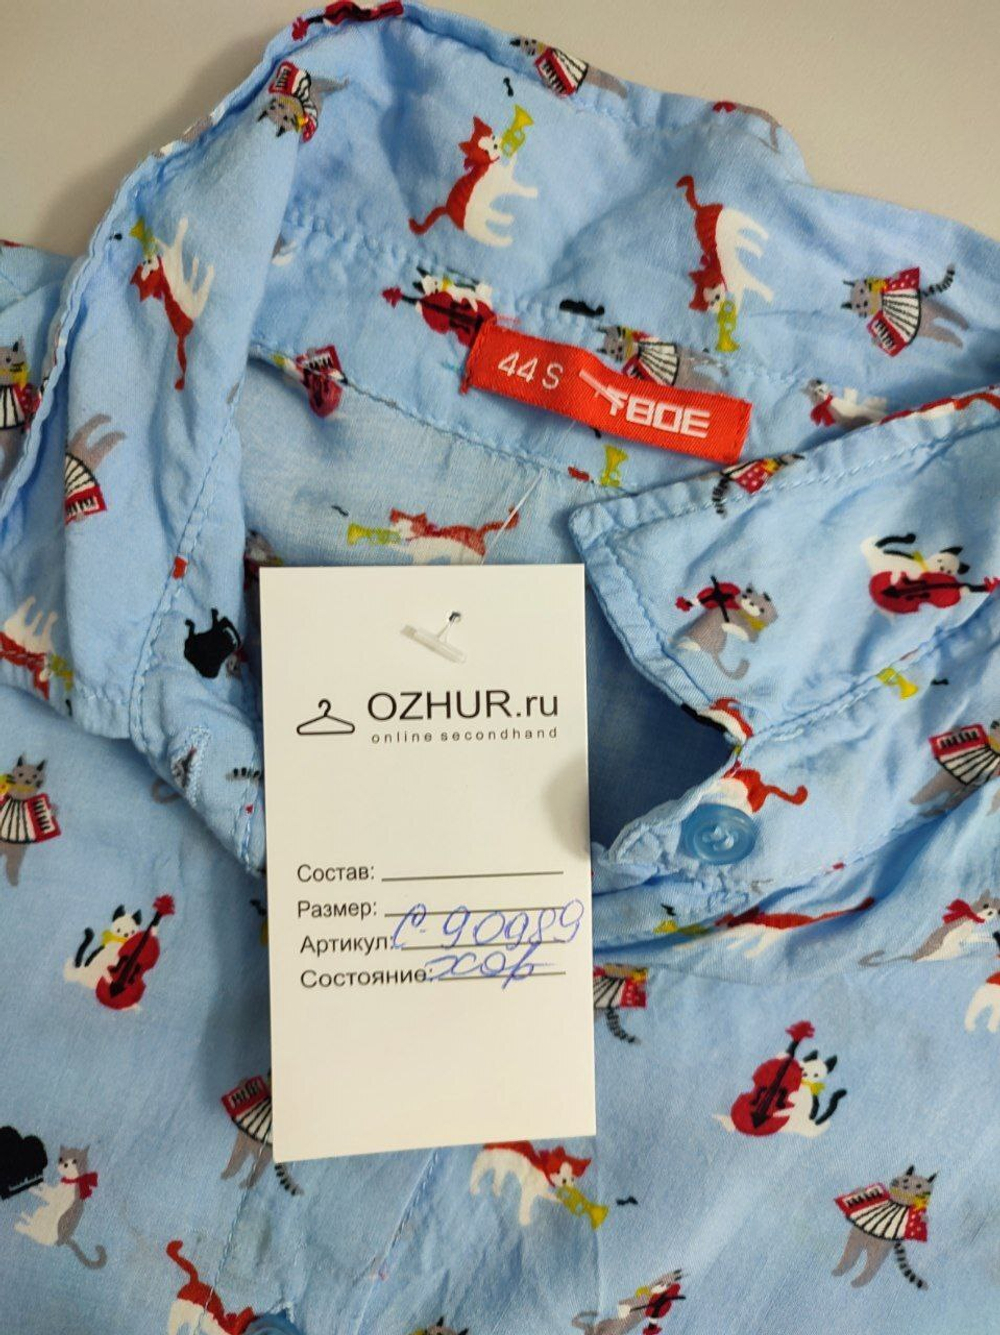 44 S ТВОЕ
OZHUR.ru
online secondhand
Состав:
Размер:
Артикул: С-90989
Состояние: хор